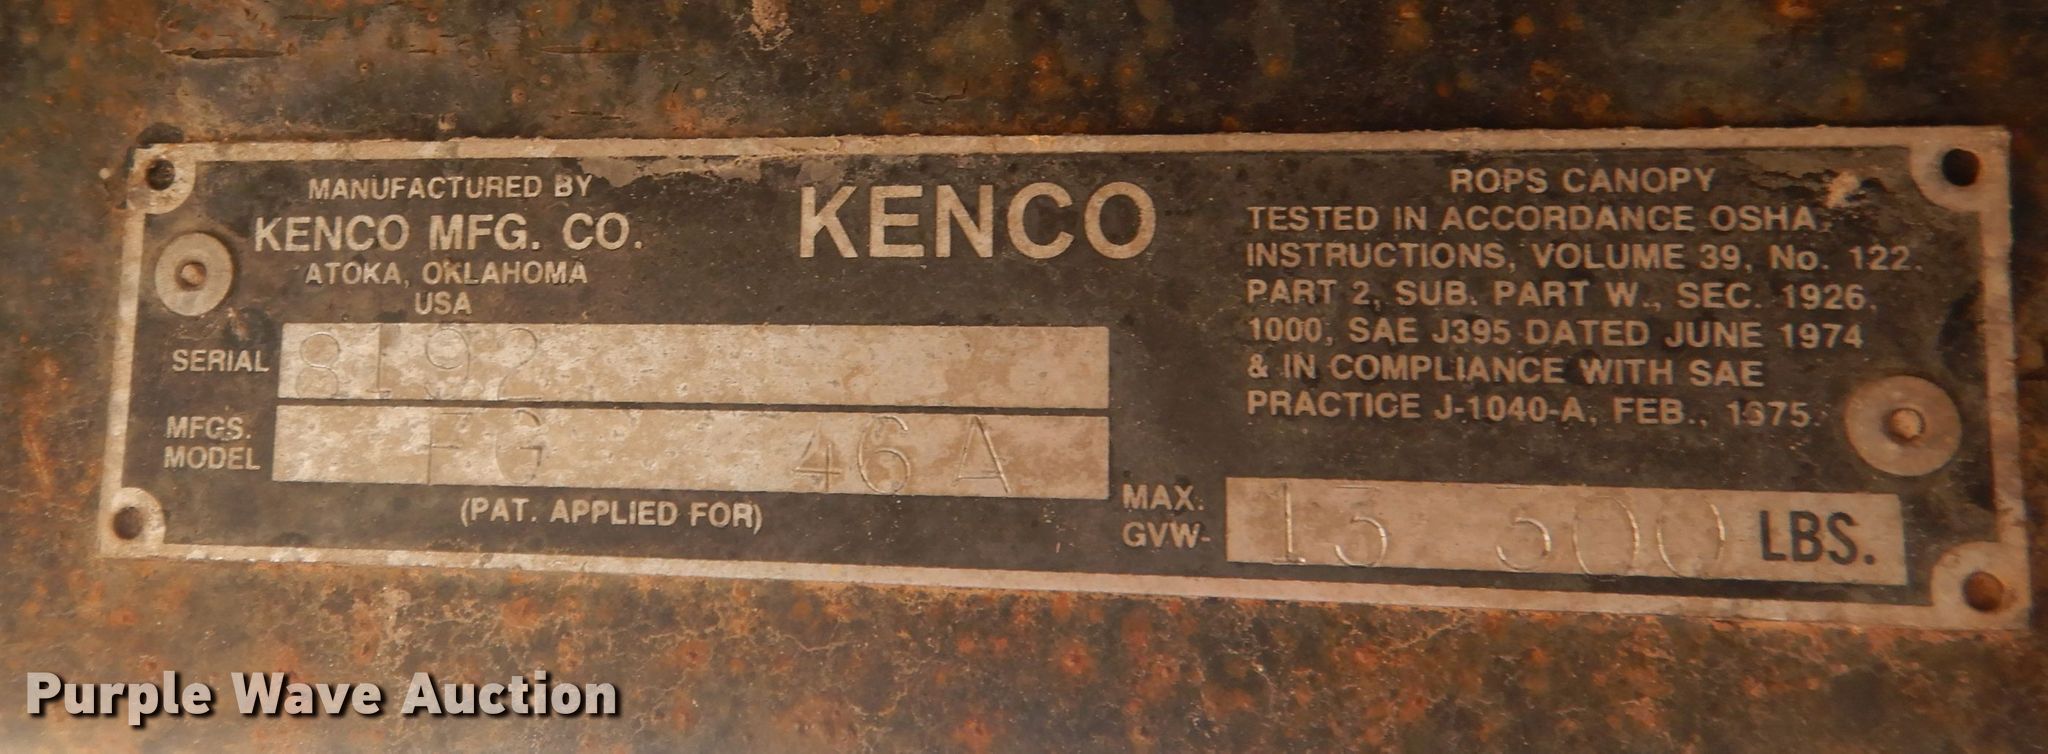 MANUFACTURED BY
KENCO MFG. CO.
ATOKA, OKLAHOMA
USA
KENCO
SERIAL 8192
MFGS.
MODEL FG 46A
(PAT. APPLIED FOR)
ROPS CANOPY
TESTED IN ACCORDANCE OSHA,
INSTRUCTIONS, VOLUME 39, No. 122,
PART 2, SUB. PART W., SEC. 1926,
1000, SAE J395 DATED JUNE 1974
& IN COMPLIANCE WITH SAE
PRACTICE J-1040-A, FEB., 1975.
MAX.
GVW- 13 300 LBS.
Purple Wave Auction